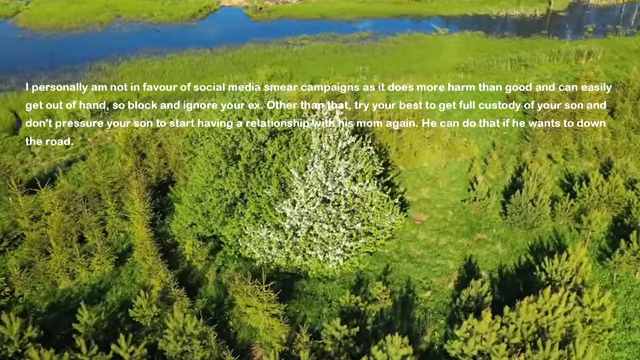 I personally am not in favour of social media smear campaigns as it does more harm than good and can easily
get out of hand, so block and ignore your ex. Other than that, try your best to get full custody of your son and
don't pressure your son to start having a relationship with his mom again. He can do that if he wants to down
the road.